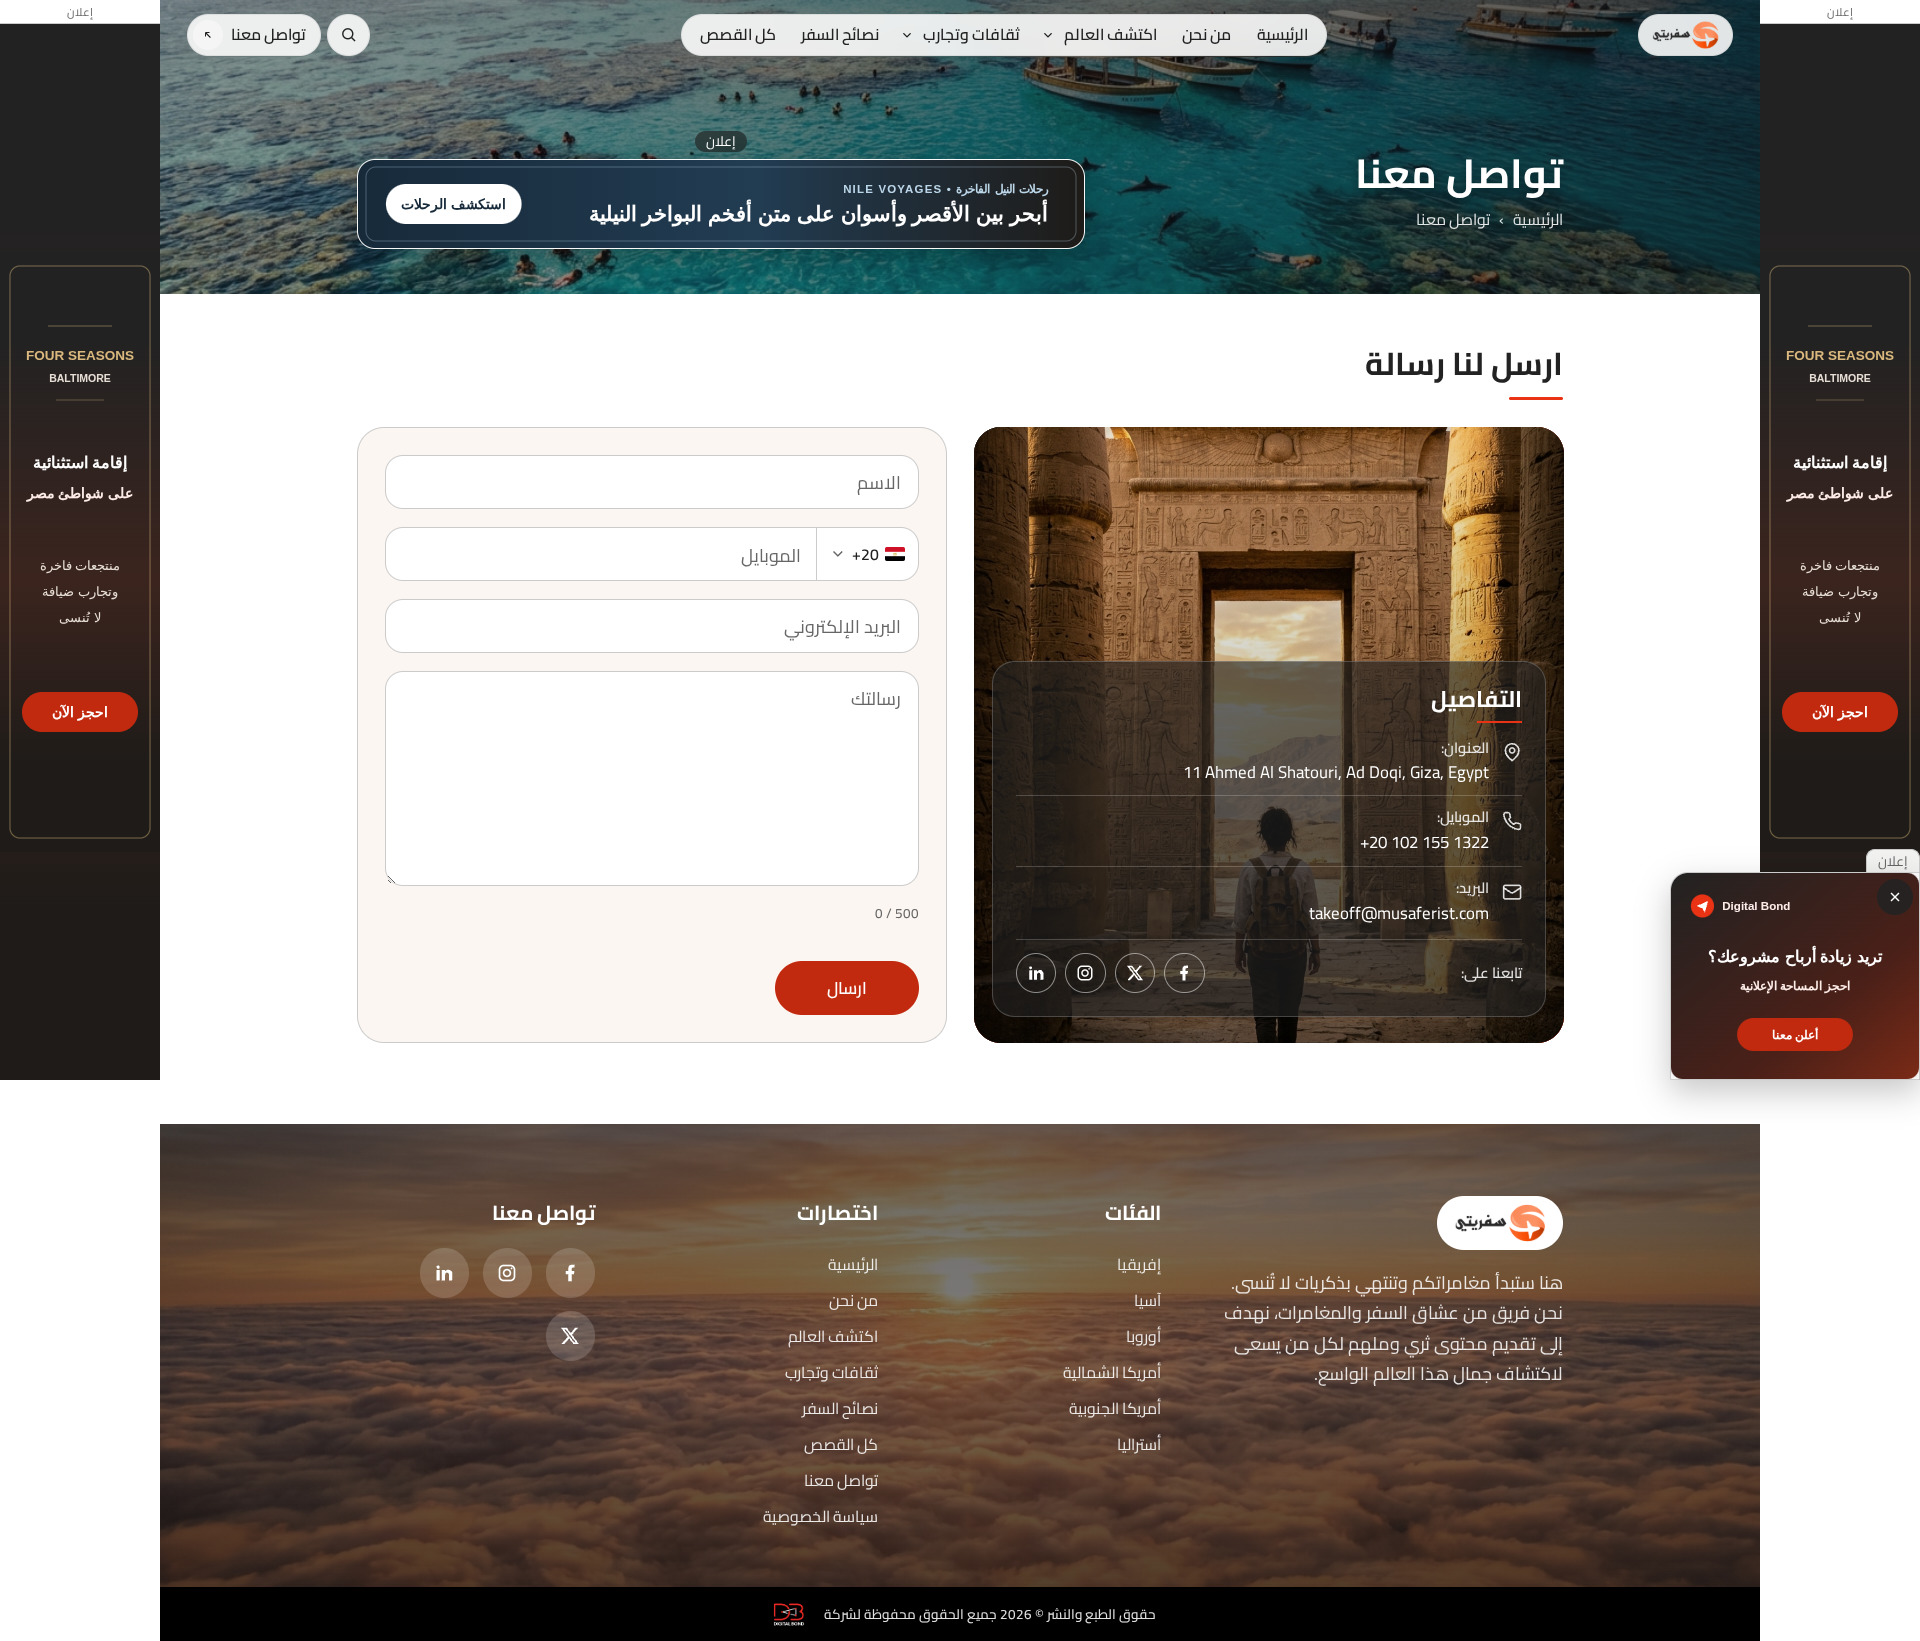 إعلان
إعلان
سفريتي
الرئيسية
من نحن
اكتشف العالم
ثقافات وتجارب
نصائح السفر
كل القصص
تواصل معنا
تواصل معنا
الرئيسية › تواصل معنا
إعلان
رحلات النيل الفاخرة • NILE VOYAGES
أبحر بين الأقصر وأسوان على متن أفخم البواخر النيلية
استكشف الرحلات
FOUR SEASONS
BALTIMORE
إقامة استثنائية
على شواطئ مصر
منتجعات فاخرة
وتجارب ضيافة
لا تُنسى
احجز الآن
ارسل لنا رسالة
التفاصيل
العنوان:
11 Ahmed Al Shatouri, Ad Doqi, Giza, Egypt
الموبايل:
+20 102 155 1322
البريد:
takeoff@musaferist.com
تابعنا على:
الاسم
+20
الموبايل
البريد الإلكتروني
رسالتك
0 / 500
ارسال
FOUR SEASONS
BALTIMORE
إقامة استثنائية
على شواطئ مصر
منتجعات فاخرة
وتجارب ضيافة
لا تُنسى
احجز الآن
إعلان
Digital Bond
تريد زيادة أرباح مشروعك؟
احجز المساحة الإعلانية
أعلن معنا
سفريتي
هنا ستبدأ مغامراتكم وتنتهي بذكريات لا تُنسى.
نحن فريق من عشاق السفر والمغامرات، نهدف
إلى تقديم محتوى ثري وملهم لكل من يسعى
لاكتشاف جمال هذا العالم الواسع.
الفئات
إفريقيا
آسيا
أوروبا
أمريكا الشمالية
أمريكا الجنوبية
أستراليا
اختصارات
الرئيسية
من نحن
اكتشف العالم
ثقافات وتجارب
نصائح السفر
كل القصص
تواصل معنا
سياسة الخصوصية
تواصل معنا
حقوق الطبع والنشر © 2026 جميع الحقوق محفوظة لشركة
DIGITAL BOND